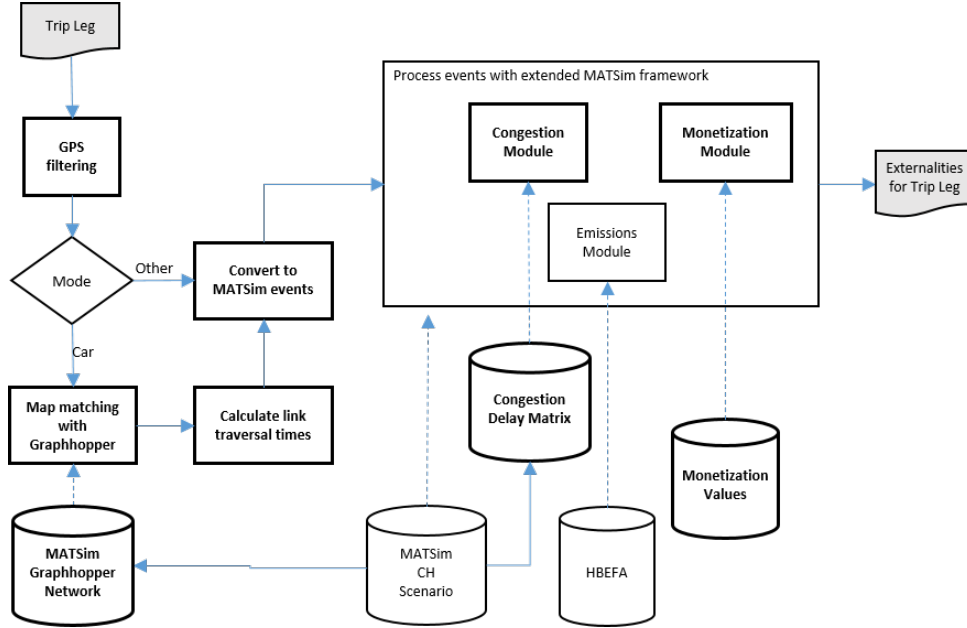 Trip Leg
GPS
filtering
Mode
Other
Car
Map matching
with
Graphhopper
Calculate link
traversal times
Convert to
MATSim events
Process events with extended MATSim framework
Congestion
Module
Monetization
Module
Emissions
Module
Externalities
for Trip Leg
Congestion
Delay Matrix
Monetization
Values
MATSim
Graphhopper
Network
MATSim
CH
Scenario
HBEFA